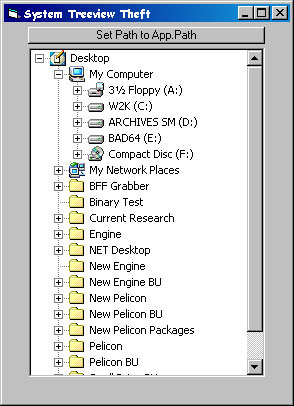 System Treeview Theft
Set Path to App.Path
Desktop
My Computer
3½ Floppy (A:)
W2K (C:)
ARCHIVES SM (D:)
BAD64 (E:)
Compact Disc (F:)
My Network Places
BFF Grabber
Binary Test
Current Research
Engine
NET Desktop
New Engine
New Engine BU
New Pelicon
New Pelicon BU
New Pelicon Packages
Pelicon
Pelicon BU